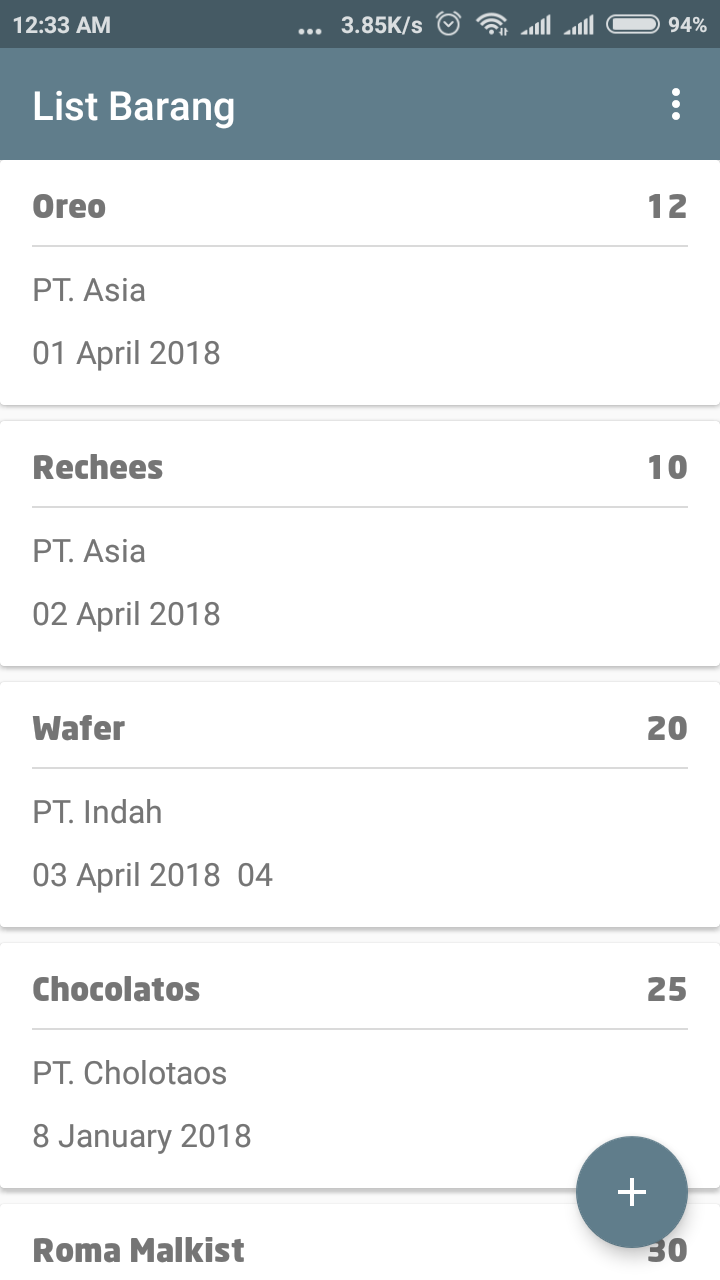 12:33 AM ... 3.85K/s 94%
List Barang
Oreo 12
PT. Asia
01 April 2018
Rechees 10
PT. Asia
02 April 2018
Wafer 20
PT. Indah
03 April 2018  04
Chocolatos 25
PT. Cholotaos
8 January 2018
+
Roma Malkist 30